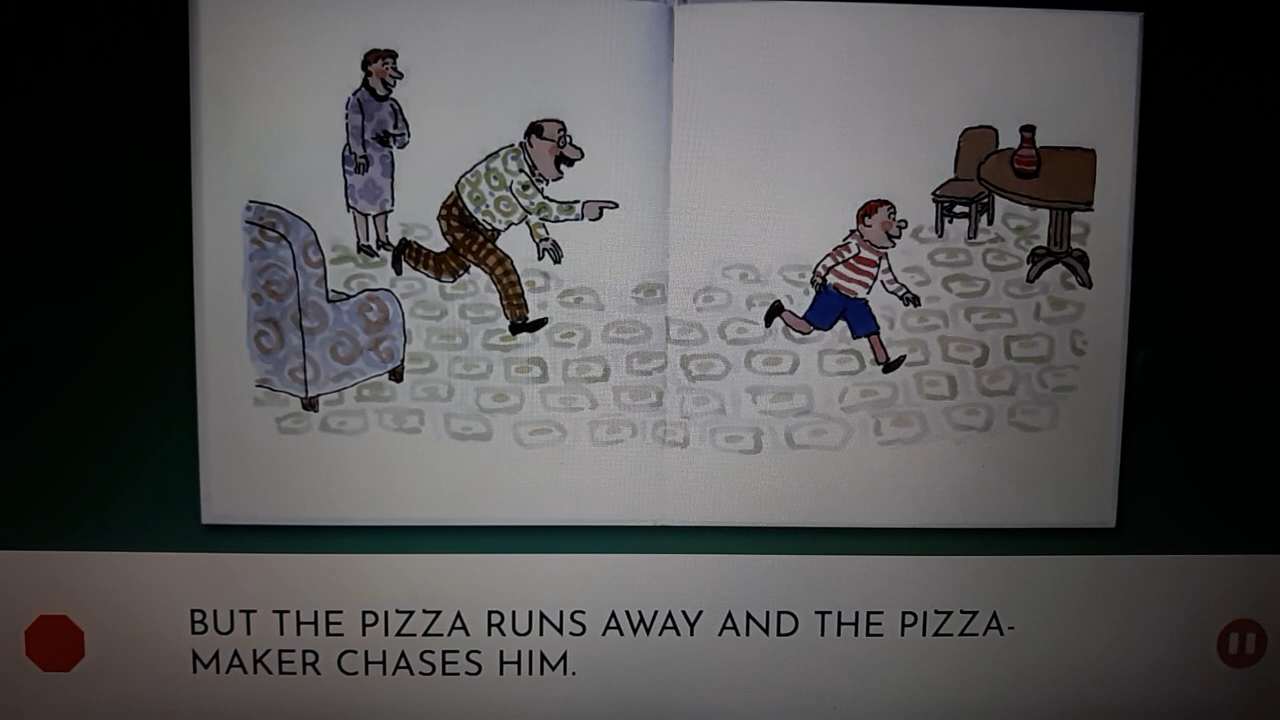 BUT THE PIZZA RUNS AWAY AND THE PIZZA-
MAKER CHASES HIM.